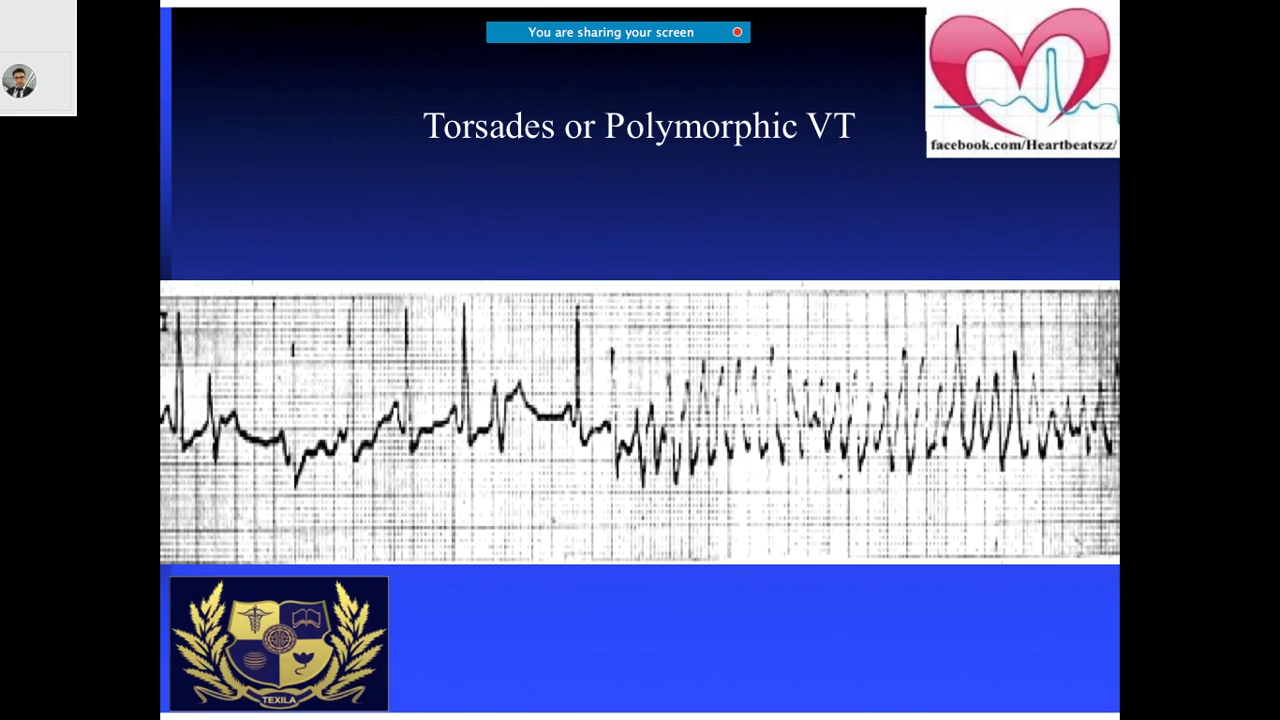 You are sharing your screen
Torsades or Polymorphic VT
facebook.com/Heartbeatszz/
TEXILA